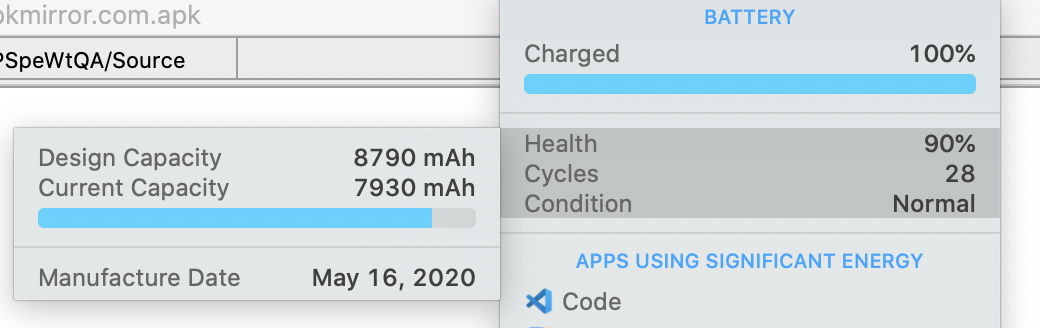 okmirror.com.apk
PSpeWtQA/Source
BATTERY
Charged 100%
Health 90%
Cycles 28
Condition Normal
Design Capacity 8790 mAh
Current Capacity 7930 mAh
Manufacture Date May 16, 2020
APPS USING SIGNIFICANT ENERGY
Code